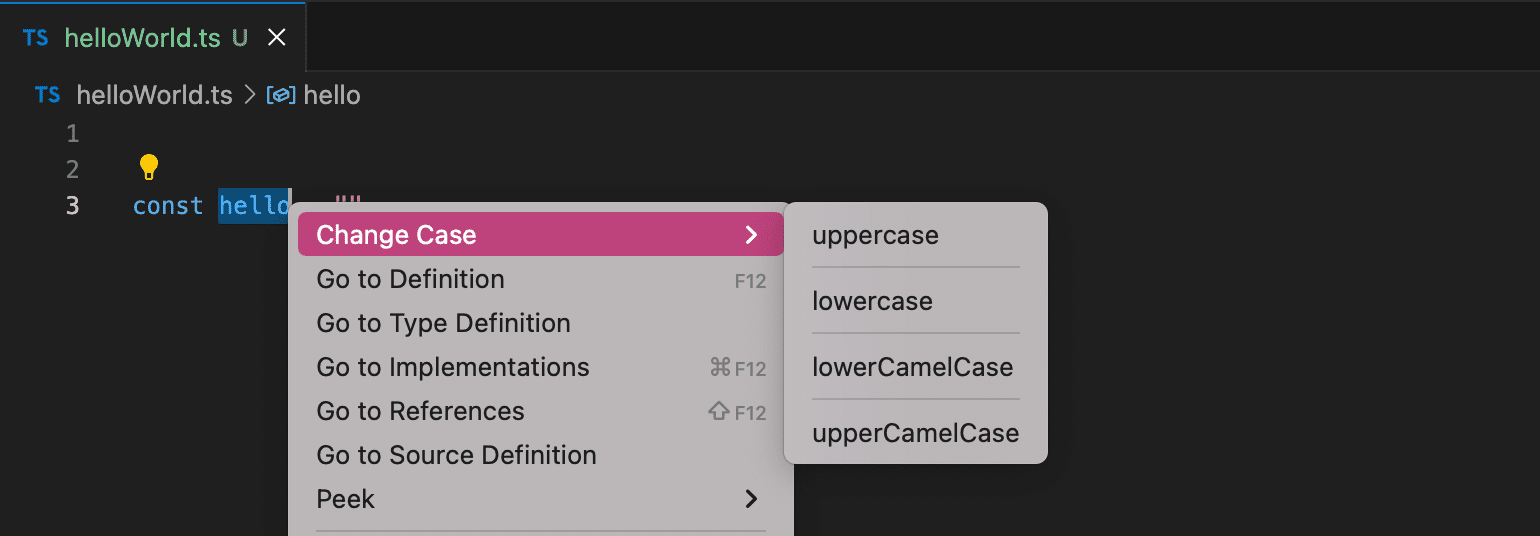 TS helloWorld.ts U
TS helloWorld.ts > hello
1
2
3 const hello ""
Change Case
Go to Definition F12
Go to Type Definition
Go to Implementations ⌘F12
Go to References ⇧F12
Go to Source Definition
Peek
uppercase
lowercase
lowerCamelCase
upperCamelCase